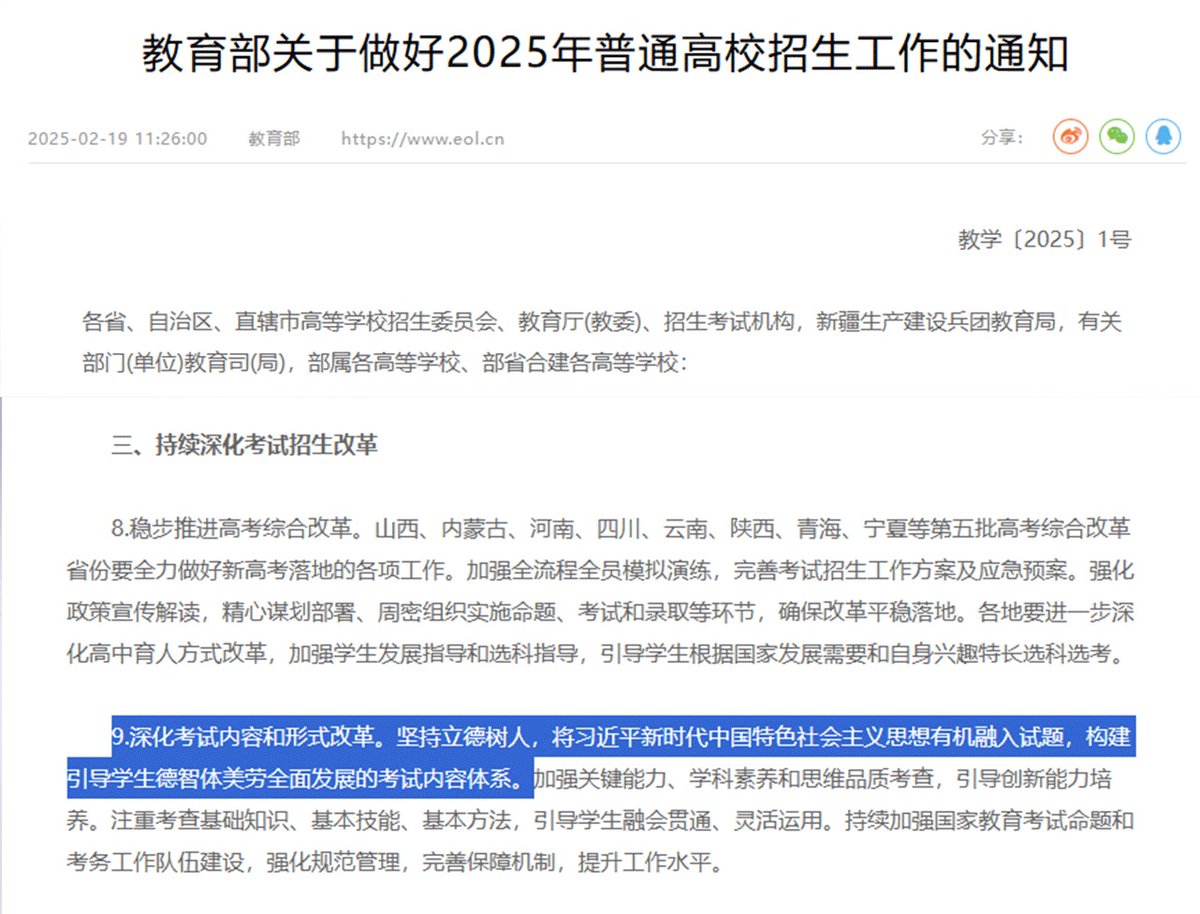 教育部关于做好2025年普通高校招生工作的通知
2025-02-19 11:26:00 教育部 https://www.eol.cn 分享：
教学〔2025〕1号
各省、自治区、直辖市高等学校招生委员会、教育厅(教委)、招生考试机构，新疆生产建设兵团教育局，有关
部门(单位)教育司(局)，部属各高等学校、部省合建各高等学校：
三、持续深化考试招生改革
8.稳步推进高考综合改革。山西、内蒙古、河南、四川、云南、陕西、青海、宁夏等第五批高考综合改革
省份要全力做好新高考落地的各项工作。加强全流程全员模拟演练，完善考试招生工作方案及应急预案。强化
政策宣传解读，精心谋划部署、周密组织实施命题、考试和录取等环节，确保改革平稳落地。各地要进一步深
化高中育人方式改革，加强学生发展指导和选科指导，引导学生根据国家发展需要和自身兴趣特长选科选考。
9.深化考试内容和形式改革。坚持立德树人，将习近平新时代中国特色社会主义思想有机融入试题，构建
引导学生德智体美劳全面发展的考试内容体系。加强关键能力、学科素养和思维品质考查，引导创新能力培
养。注重考查基础知识、基本技能、基本方法，引导学生融会贯通、灵活运用。持续加强国家教育考试命题和
考务工作队伍建设，强化规范管理，完善保障机制，提升工作水平。